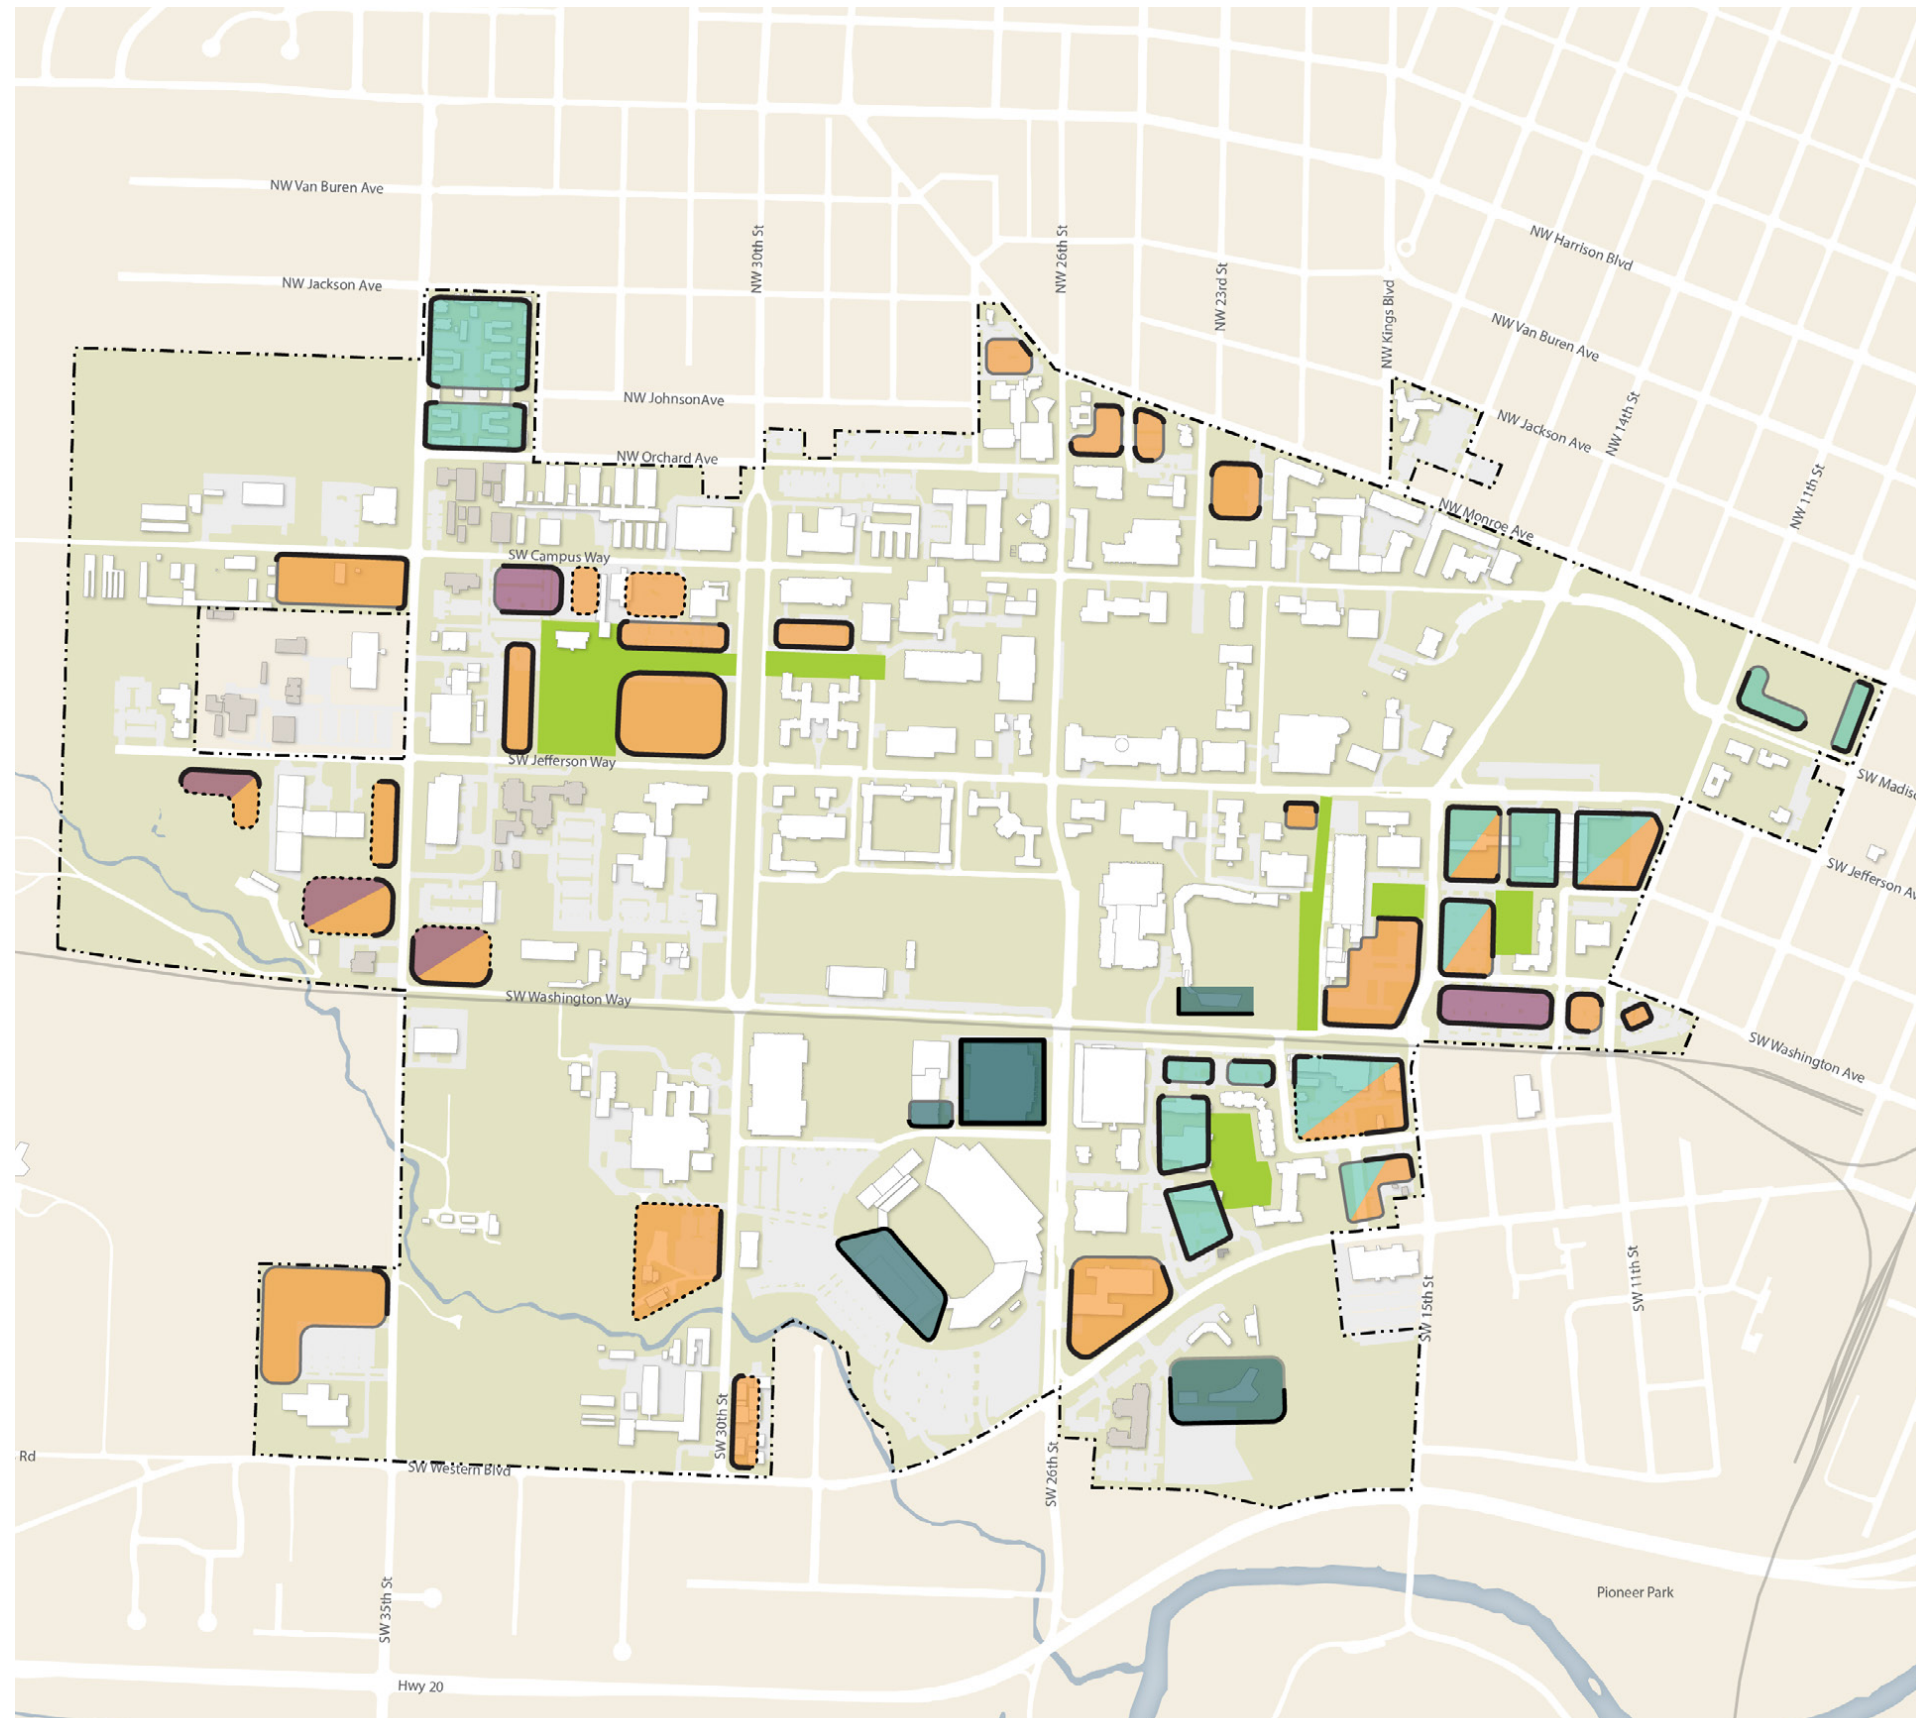 NW Van Buren Ave
NW 30th St
NW 26th St
NW Harrison Blvd
NW Jackson Ave
NW 23rd St
NW Kings Blvd
NW Van Buren Ave
NW JohnsonAve
NW Jackson Ave
NW 14th St
NW Orchard Ave
NW 11th St
NW Monroe Ave
SW Campus Way
SW Jefferson Way
SW Jefferson
SW Washington Way
SW Washington Ave
SW 11th St
SW 15th St
SW 30th St
SW 26th St
Rd
SW Western Blvd
SW 35th St
Pioneer Park
Hwy 20